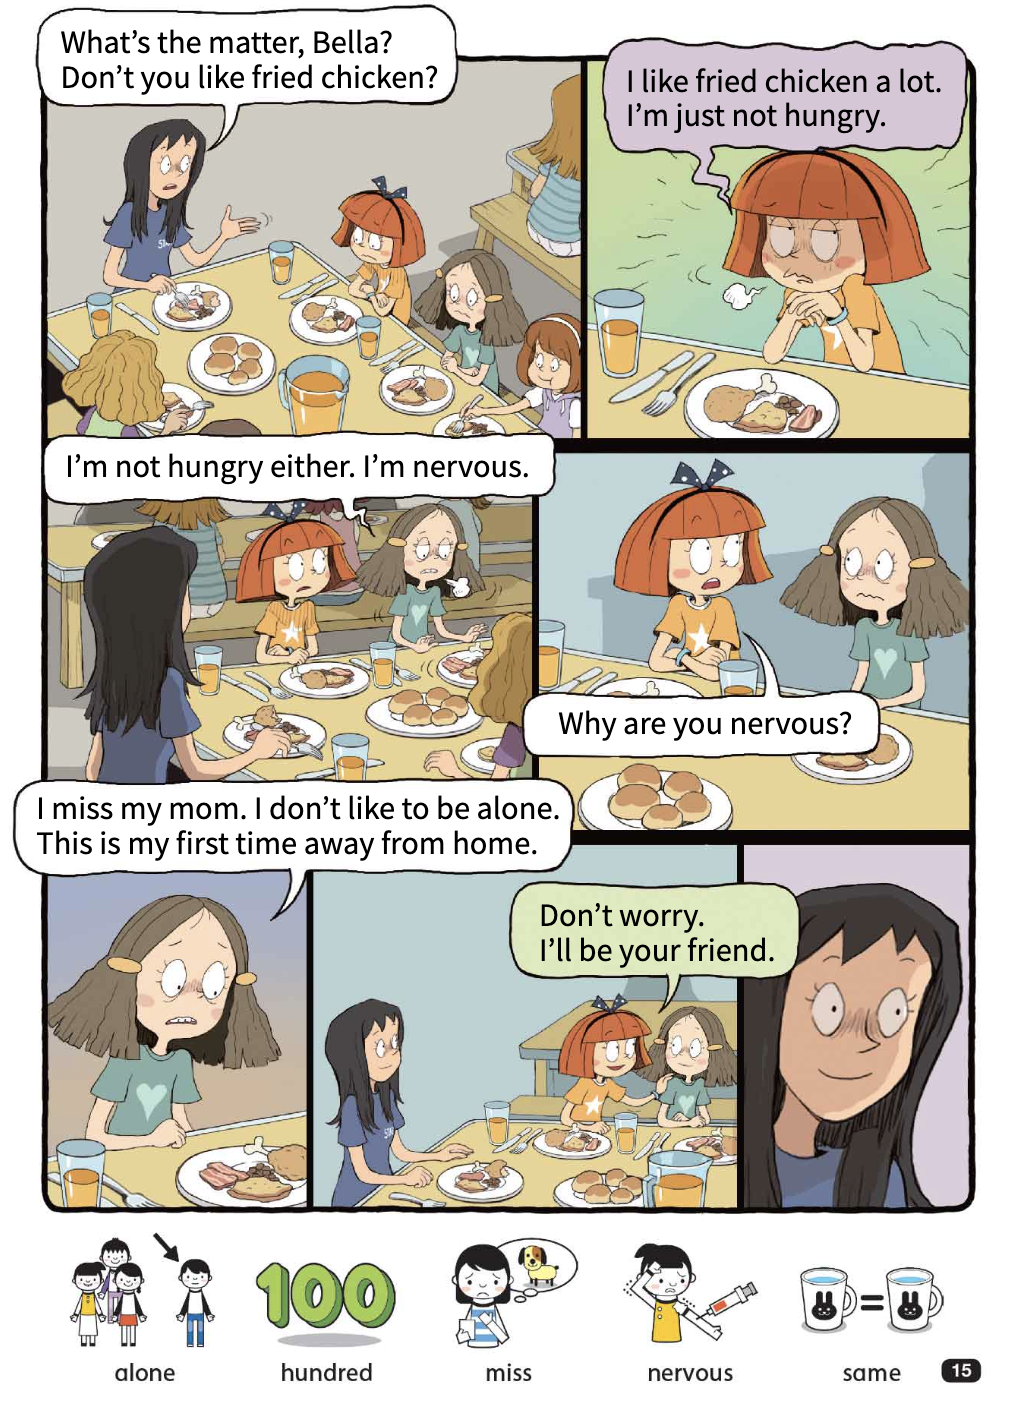 What's the matter, Bella?
Don't you like fried chicken?
I like fried chicken a lot.
I'm just not hungry.
I'm not hungry either. I'm nervous.
Why are you nervous?
I miss my mom. I don't like to be alone.
This is my first time away from home.
Don't worry.
I'll be your friend.
100
=
alone
hundred
miss
nervous
same
15